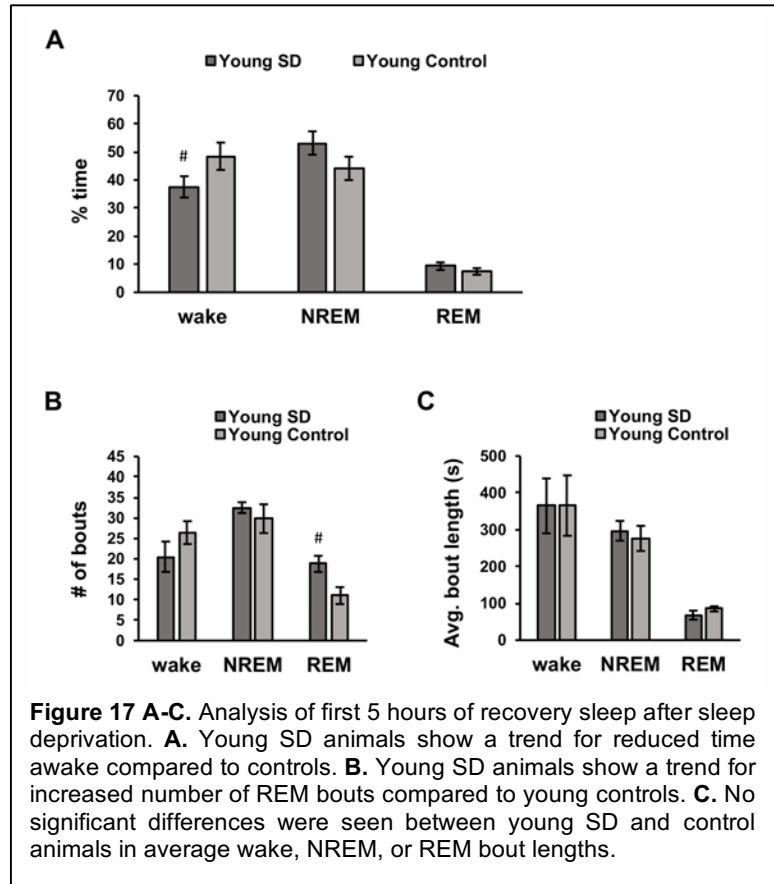 A
Young SD Young Control
70
60
50
40
30
20
10
0
% time
#
wake NREM REM
B
Young SD
Young Control
45
40
35
30
25
20
15
10
5
0
# of bouts
#
wake NREM REM
C
Young SD
Young Control
500
400
300
200
100
0
Avg. bout length (s)
wake NREM REM
Figure 17 A-C. Analysis of first 5 hours of recovery sleep after sleep
deprivation. A. Young SD animals show a trend for reduced time
awake compared to controls. B. Young SD animals show a trend for
increased number of REM bouts compared to young controls. C. No
significant differences were seen between young SD and control
animals in average wake, NREM, or REM bout lengths.